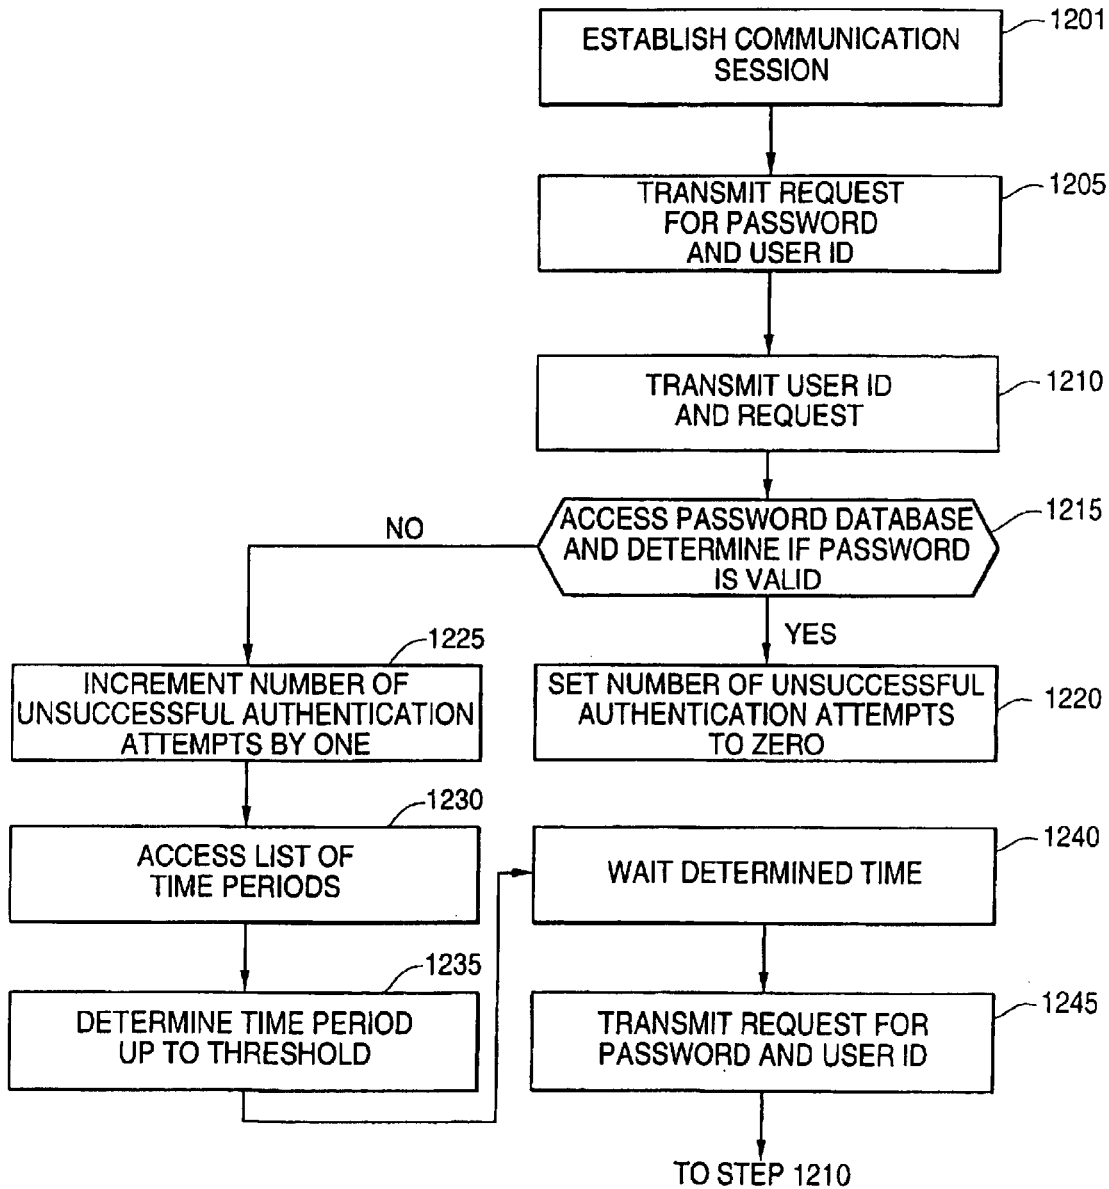 ESTABLISH COMMUNICATION
SESSION
1201
TRANSMIT REQUEST
FOR PASSWORD
AND USER ID
1205
TRANSMIT USER ID
AND REQUEST
1210
ACCESS PASSWORD DATABASE
AND DETERMINE IF PASSWORD
IS VALID
1215
NO
YES
1225
INCREMENT NUMBER OF
UNSUCCESSFUL AUTHENTICATION
ATTEMPTS BY ONE
SET NUMBER OF UNSUCCESSFUL
AUTHENTICATION ATTEMPTS
TO ZERO
1220
1230
ACCESS LIST OF
TIME PERIODS
1235
DETERMINE TIME PERIOD
UP TO THRESHOLD
WAIT DETERMINED TIME
1240
TRANSMIT REQUEST FOR
PASSWORD AND USER ID
1245
TO STEP 1210